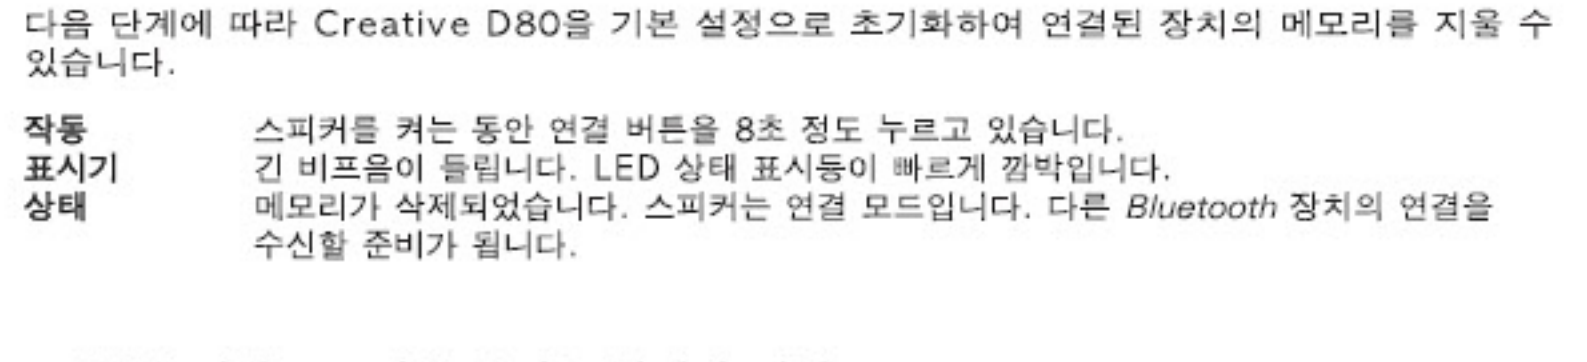 다음 단계에 따라 Creative D80을 기본 설정으로 초기화하여 연결된 장치의 메모리를 지울 수
있습니다.
작동 스피커를 켜는 동안 연결 버튼을 8초 정도 누르고 있습니다.
표시기 긴 비프음이 들립니다. LED 상태 표시등이 빠르게 깜박입니다.
상태 메모리가 삭제되었습니다. 스피커는 연결 모드입니다. 다른 Bluetooth 장치의 연결을
수신할 준비가 됩니다.